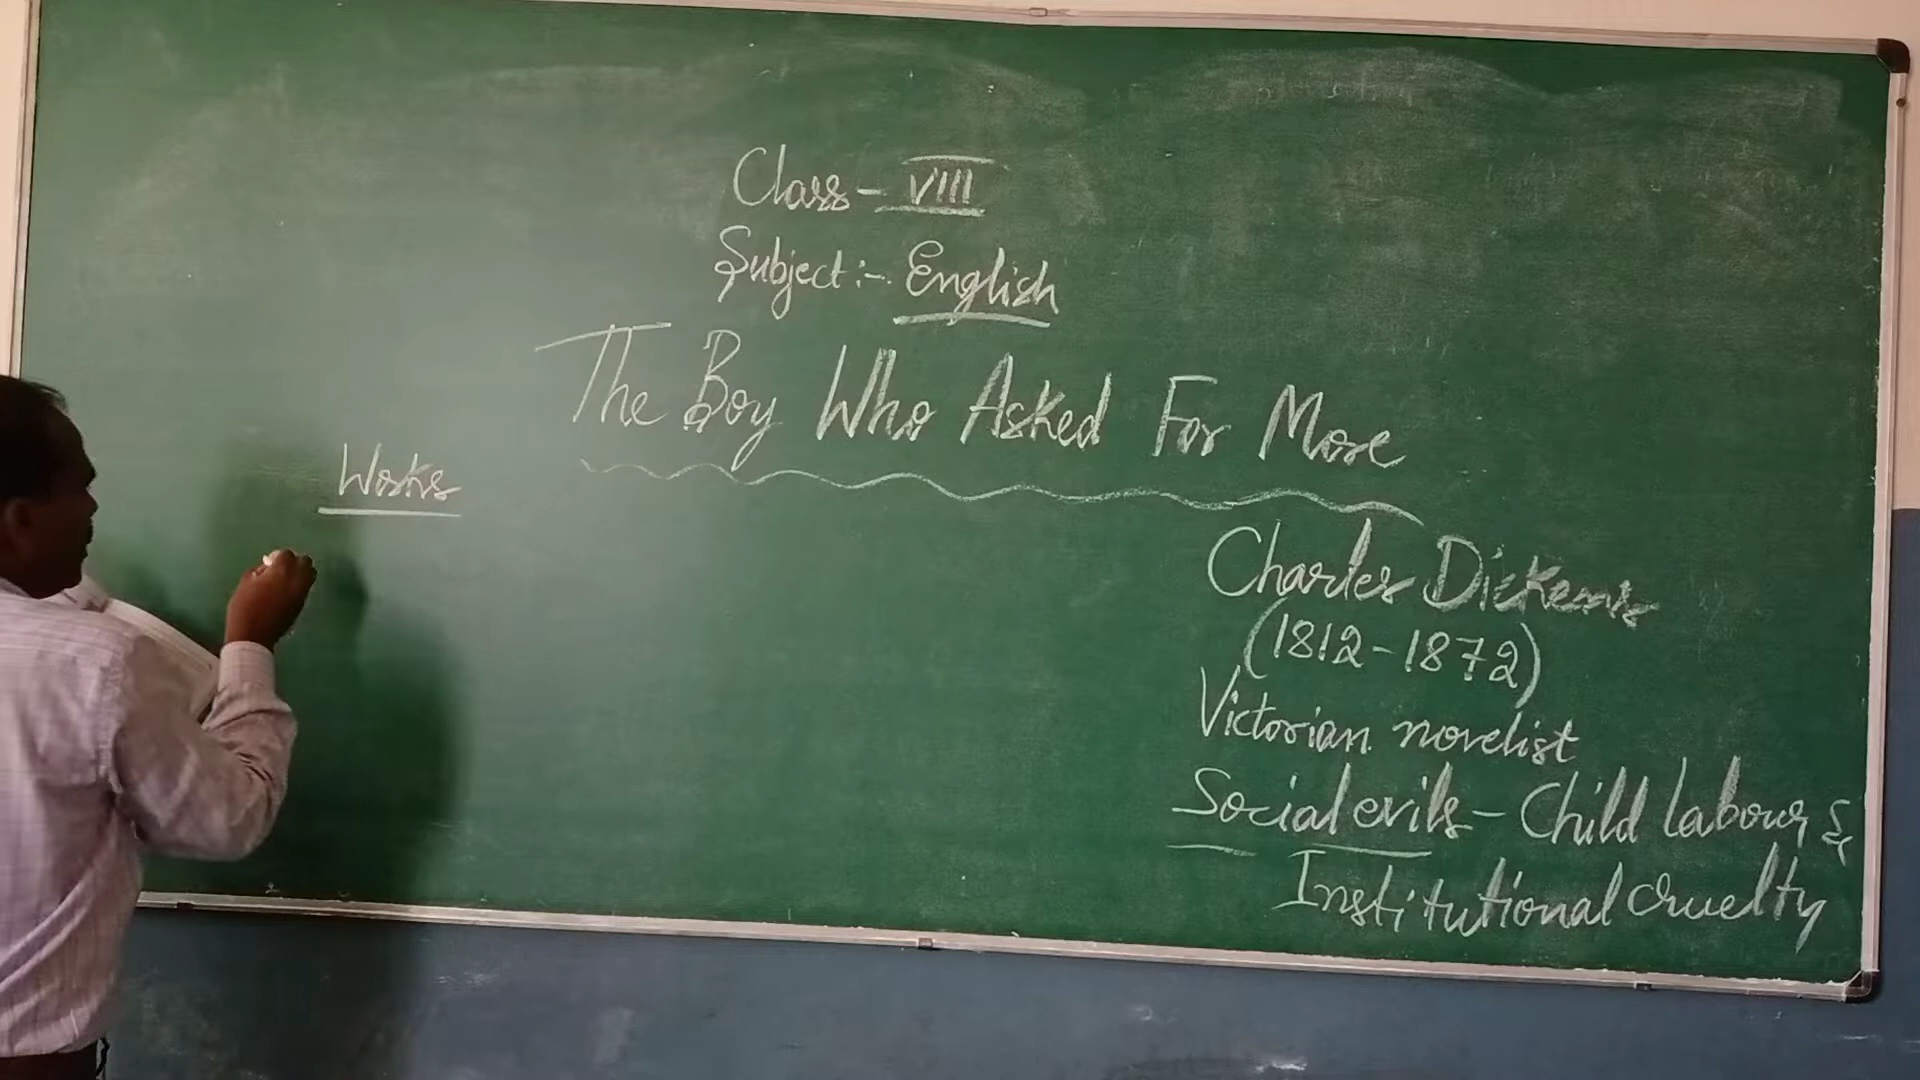 Class - VIII
Subject :- English
The Boy Who Asked For More
Works
Charles Dickens
(1812-1872)
Victorian novelist
Social evils - Child labour &
Institutional cruelty